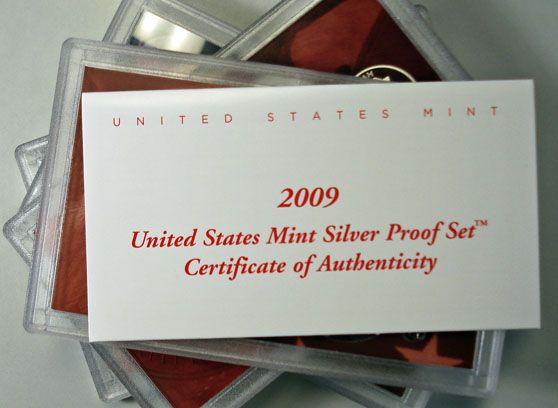 UNITED STATES MINT
2009
United States Mint Silver Proof Set™
Certificate of Authenticity